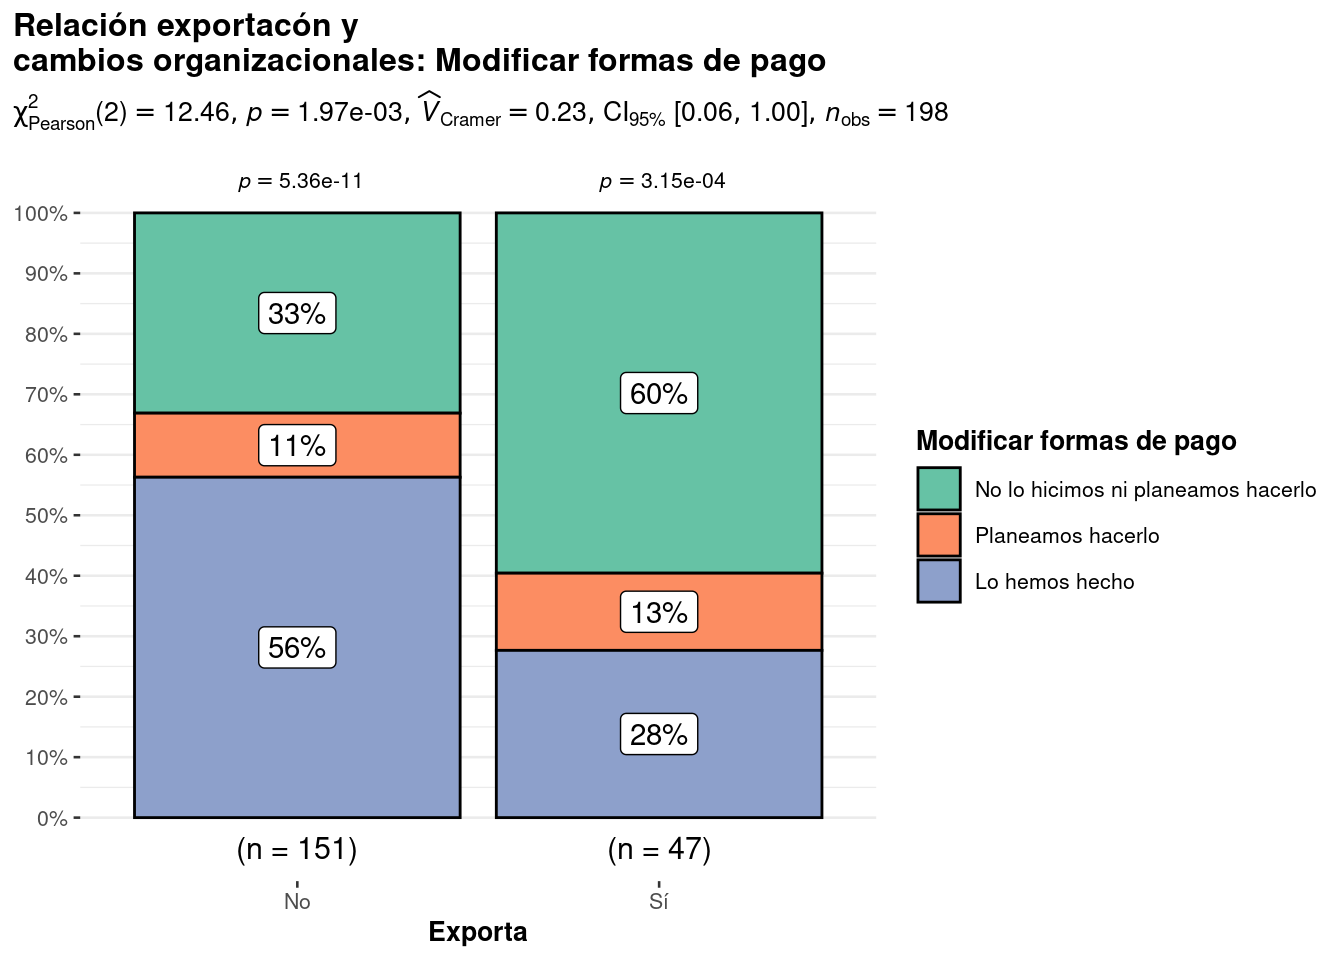 Relación exportacón y
cambios organizacionales: Modificar formas de pago
χ²Pearson(2) = 12.46, p = 1.97e-03, V̂Cramer = 0.23, CI95% [0.06, 1.00], nobs = 198
p = 5.36e-11 p = 3.15e-04
100%
90%
80%
70%
60%
50%
40%
30%
20%
10%
0%
33%
11%
56%
60%
13%
28%
(n = 151) (n = 47)
No Sí
Exporta
Modificar formas de pago
No lo hicimos ni planeamos hacerlo
Planeamos hacerlo
Lo hemos hecho